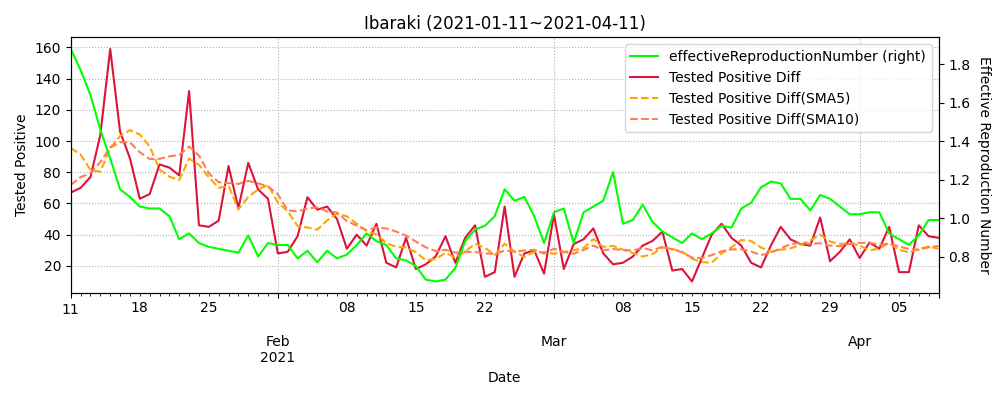 Ibaraki (2021-01-11~2021-04-11)
effectiveReproductionNumber (right)
Tested Positive Diff
Tested Positive Diff(SMA5)
Tested Positive Diff(SMA10)
Tested Positive
160
140
120
100
80
60
40
20
1.8
1.6
1.4
1.2
1.0
0.8
Effective Reproduction Number
11 18 25 08 15 22 08 15 22 29 05
Feb Mar Apr
2021
Date